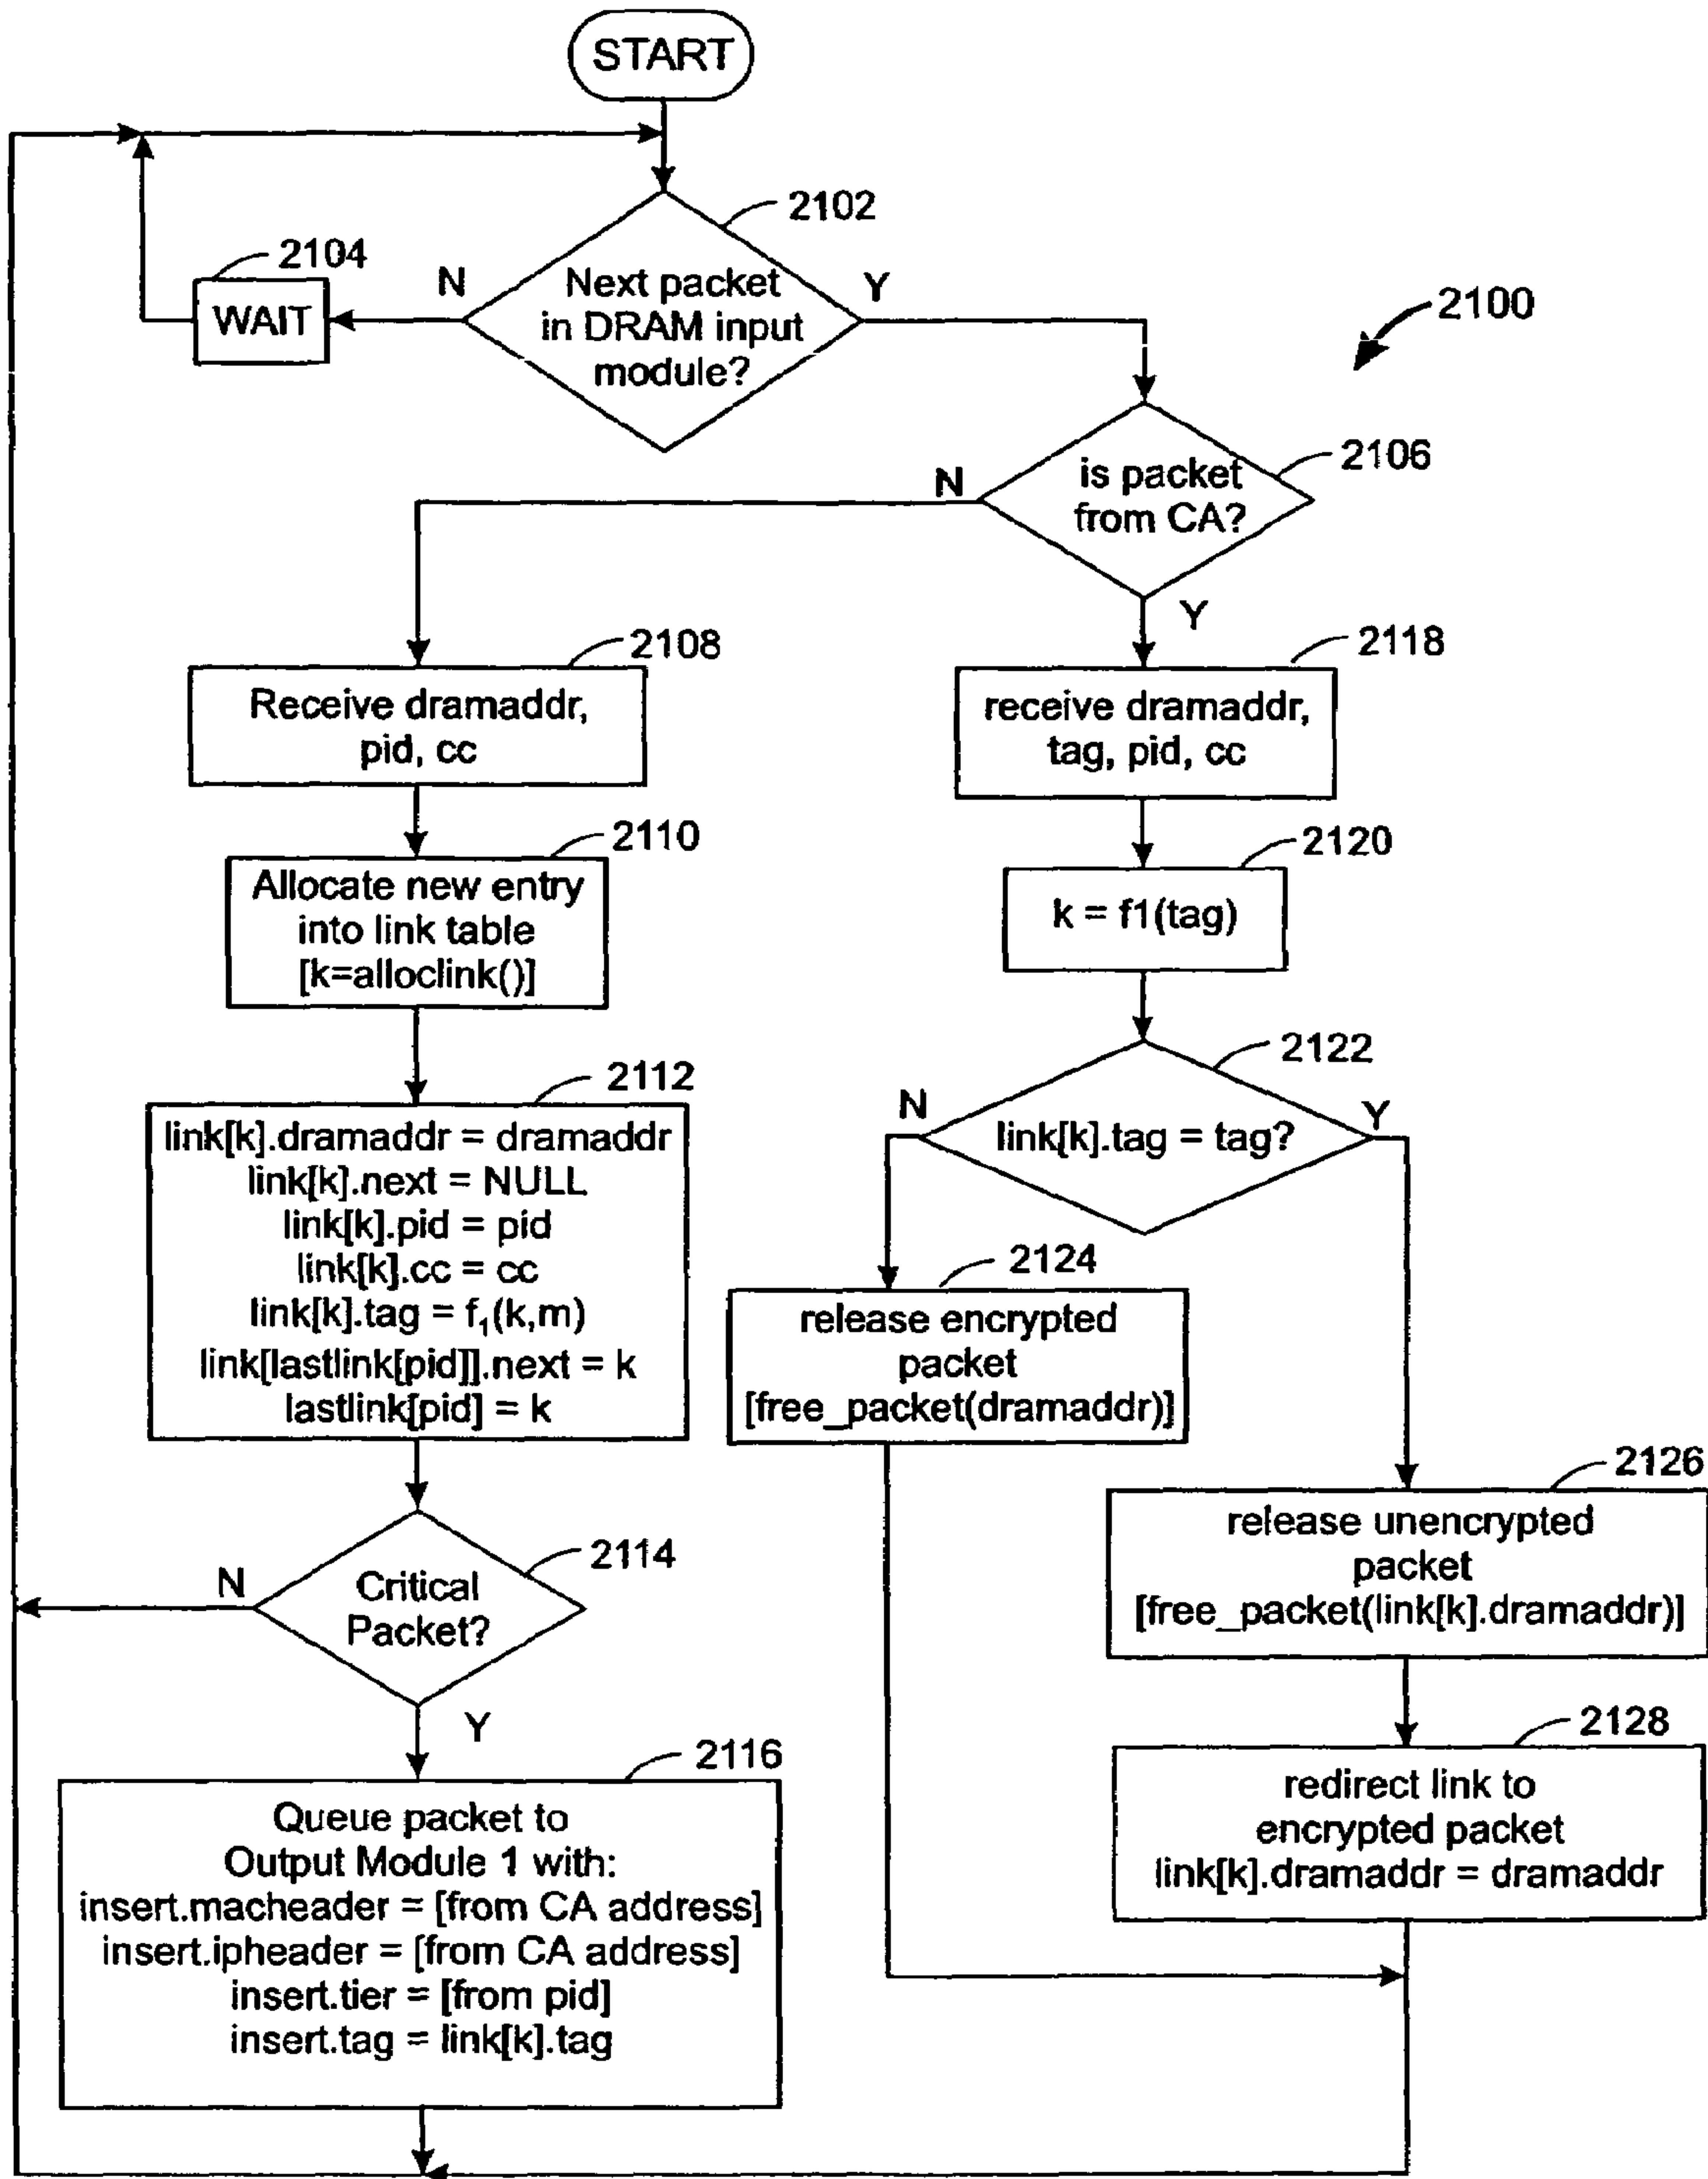 START
2102
Next packet
in DRAM input
module?
N
Y
2104
WAIT
2100
2106
is packet
from CA?
N
Y
2108
Receive dramaddr,
pid, cc
2118
receive dramaddr,
tag, pid, cc
2110
Allocate new entry
into link table
[k=alloclink()]
2120
k = f1(tag)
2112
link[k].dramaddr = dramaddr
link[k].next = NULL
link[k].pid = pid
link[k].cc = cc
link[k].tag = f₁(k,m)
link[lastlink[pid]].next = k
lastlink[pid] = k
2122
link[k].tag = tag?
N
Y
2124
release encrypted
packet
[free_packet(dramaddr)]
2126
release unencrypted
packet
[free_packet(link[k].dramaddr)]
2114
Critical
Packet?
N
Y
2128
redirect link to
encrypted packet
link[k].dramaddr = dramaddr
2116
Queue packet to
Output Module 1 with:
insert.macheader = [from CA address]
insert.ipheader = [from CA address]
insert.tier = [from pid]
insert.tag = link[k].tag